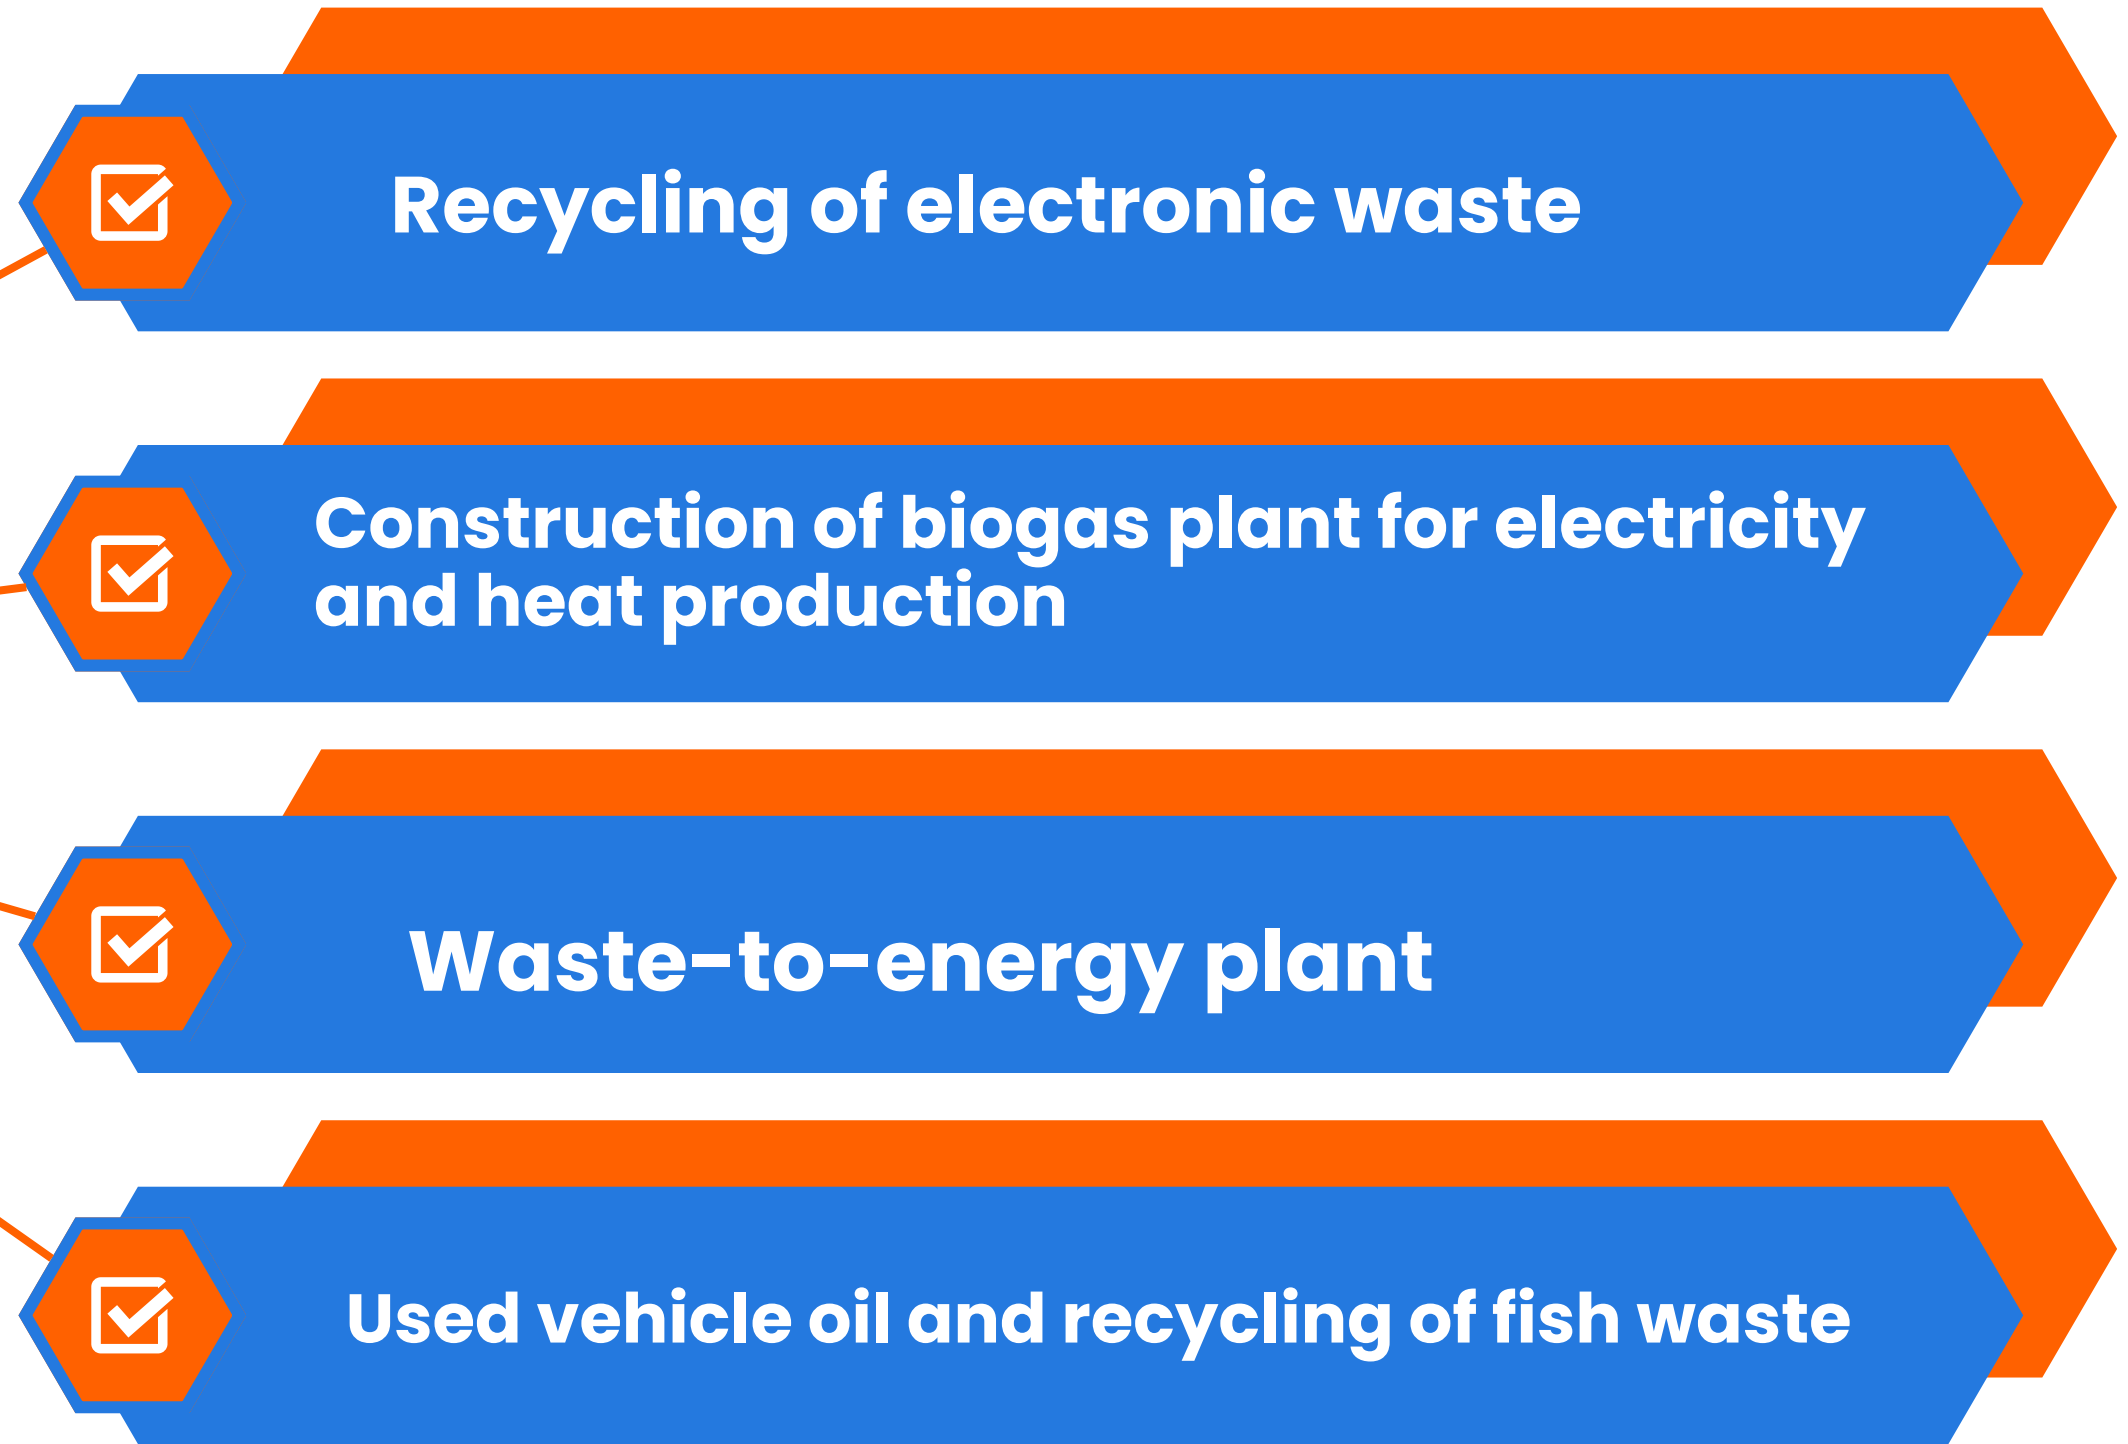 Recycling of electronic waste
Construction of biogas plant for electricity
and heat production
Waste-to-energy plant
Used vehicle oil and recycling of fish waste